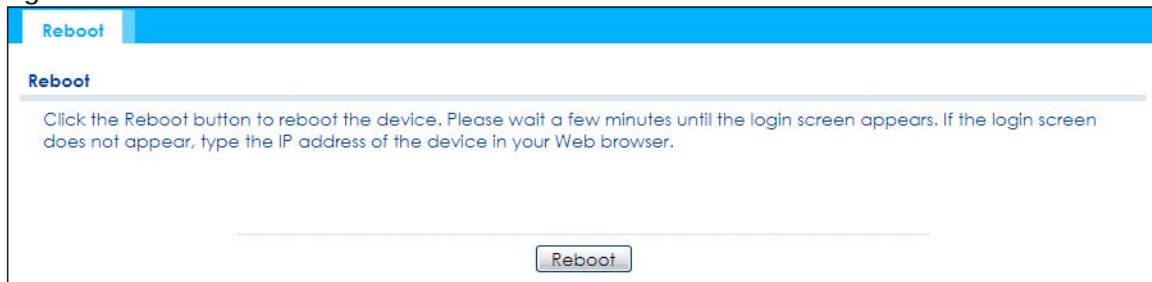 Reboot
Reboot
Click the Reboot button to reboot the device. Please wait a few minutes until the login screen appears. If the login screen
does not appear, type the IP address of the device in your Web browser.
Reboot